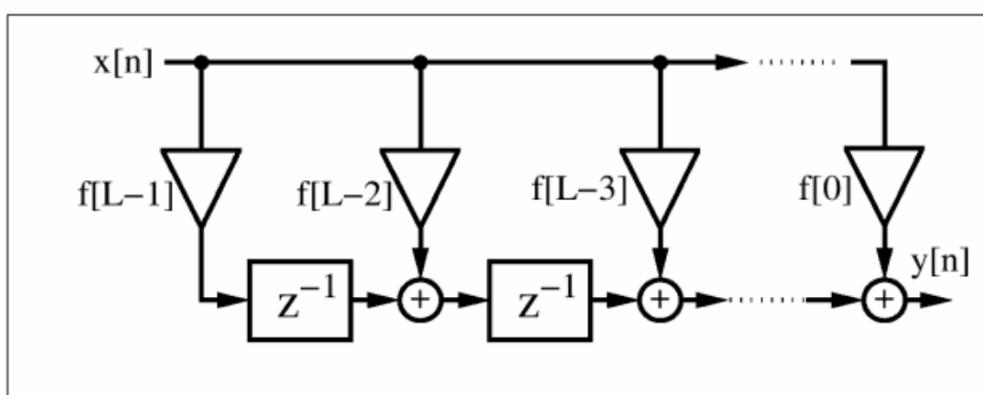 x[n]
f[L−1]
f[L−2]
f[L−3]
f[0]
y[n]
z⁻¹
+
z⁻¹
+
+